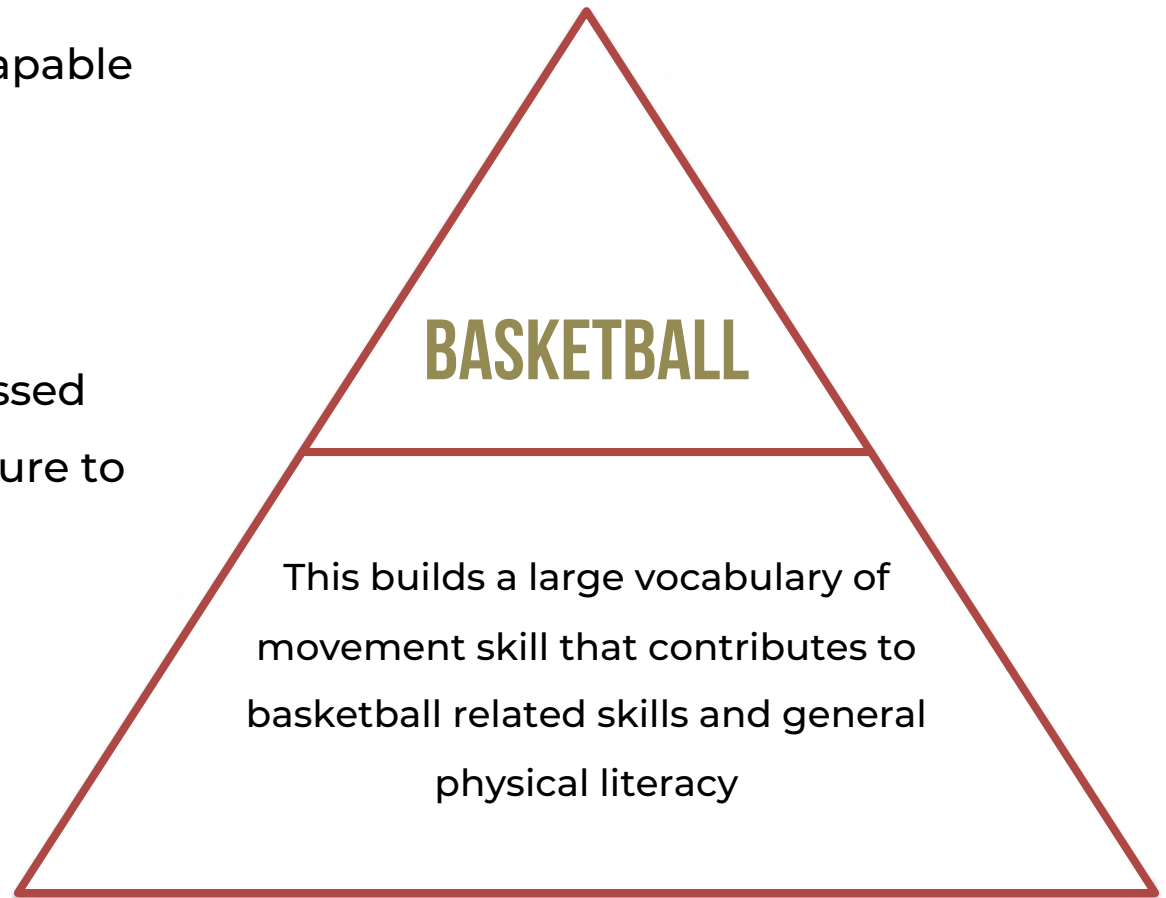 apable
BASKETBALL
ssed
ure to
This builds a large vocabulary of
movement skill that contributes to
basketball related skills and general
physical literacy